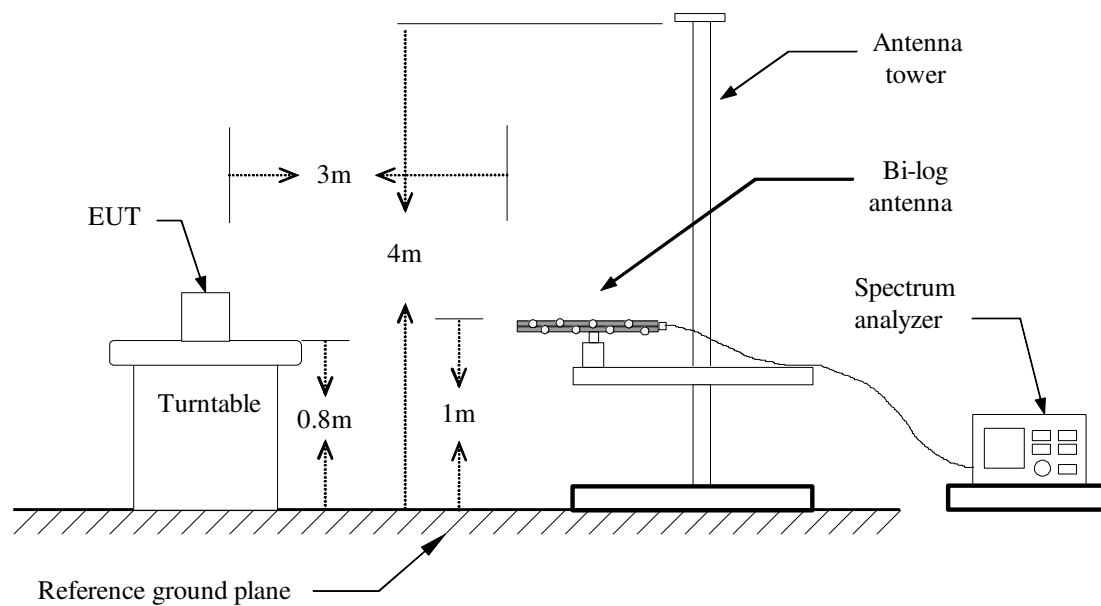 Antenna
tower
3m
Bi-log
antenna
EUT
4m
Spectrum
analyzer
Turntable
0.8m
1m
Reference ground plane